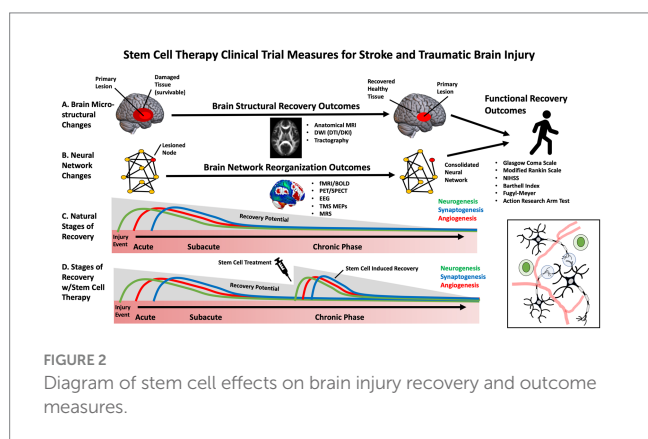 Stem Cell Therapy Clinical Trial Measures for Stroke and Traumatic Brain Injury
Primary
Lesion
Damaged
Tissue
(survivable)
A. Brain Micro-
structural
Changes
Brain Structural Recovery Outcomes
• Anatomical MRI
• DWI (DTI/DKI)
• Tractography
Recovered
Healthy
Tissue
Primary
Lesion
Functional Recovery
Outcomes
B. Neural
Network
Changes
Lesioned
Node
Brain Network Reorganization Outcomes
• fMRI/BOLD
• PET/SPECT
• EEG
• TMS MEPs
• MRS
Consolidated
Neural
Network
• Glasgow Coma Scale
• Modified Rankin Scale
• NIHSS
• Barthell Index
• Fugyl-Meyer
• Action Research Arm Test
C. Natural
Stages of
Recovery
Recovery Potential
Neurogenesis
Synaptogenesis
Angiogenesis
Injury
Event
Acute
Subacute
Chronic Phase
D. Stages of
Recovery
w/Stem Cell
Therapy
Stem Cell Treatment
Recovery Potential
Stem Cell Induced Recovery
Neurogenesis
Synaptogenesis
Angiogenesis
Injury
Event
Acute
Subacute
Chronic Phase
FIGURE 2
Diagram of stem cell effects on brain injury recovery and outcome
measures.